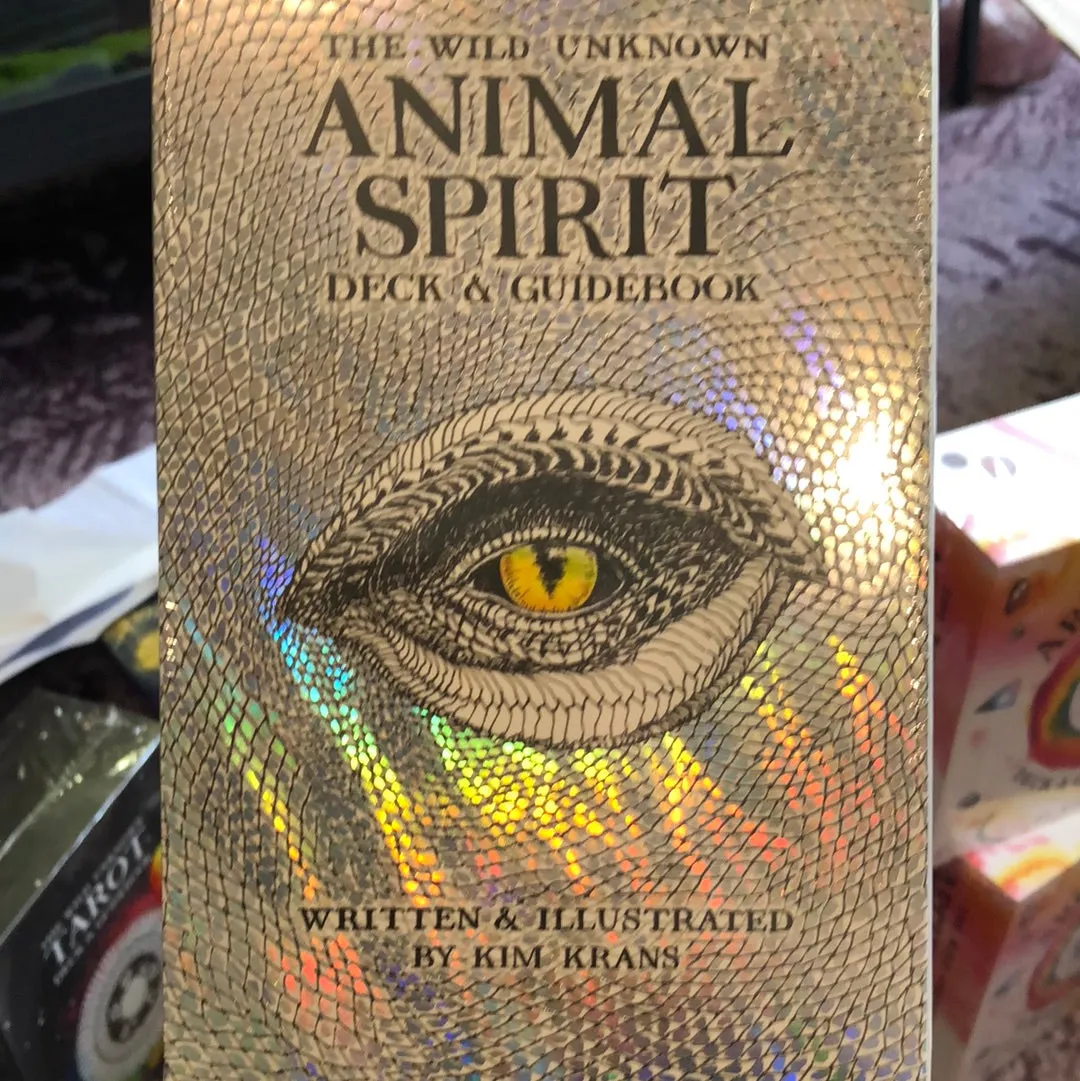 THE WILD UNKNOWN
ANIMAL
SPIRIT
DECK & GUIDEBOOK
WRITTEN & ILLUSTRATED
BY KIM KRANS
TAROT